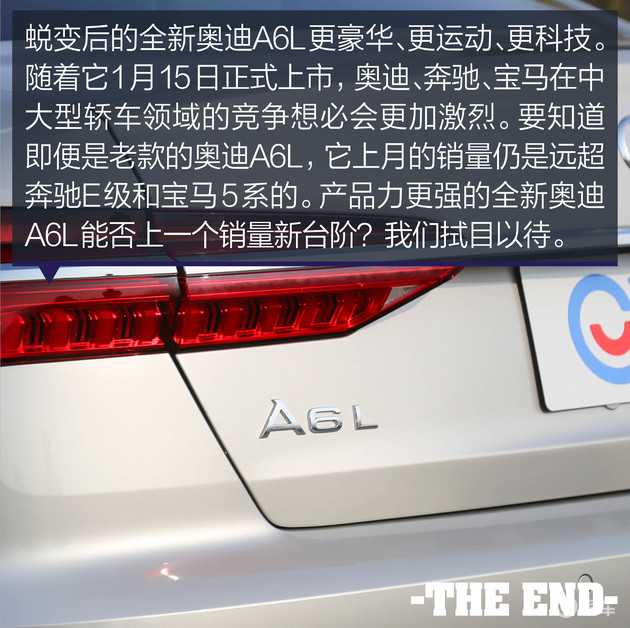 蜕变后的全新奥迪A6L更豪华、更运动、更科技。
随着它1月15日正式上市，奥迪、奔驰、宝马在中
大型轿车领域的竞争想必会更加激烈。要知道
即便是老款的奥迪A6L，它上月的销量仍是远超
奔驰E级和宝马5系的。产品力更强的全新奥迪
A6L能否上一个销量新台阶？我们拭目以待。
A6L
-THE END-